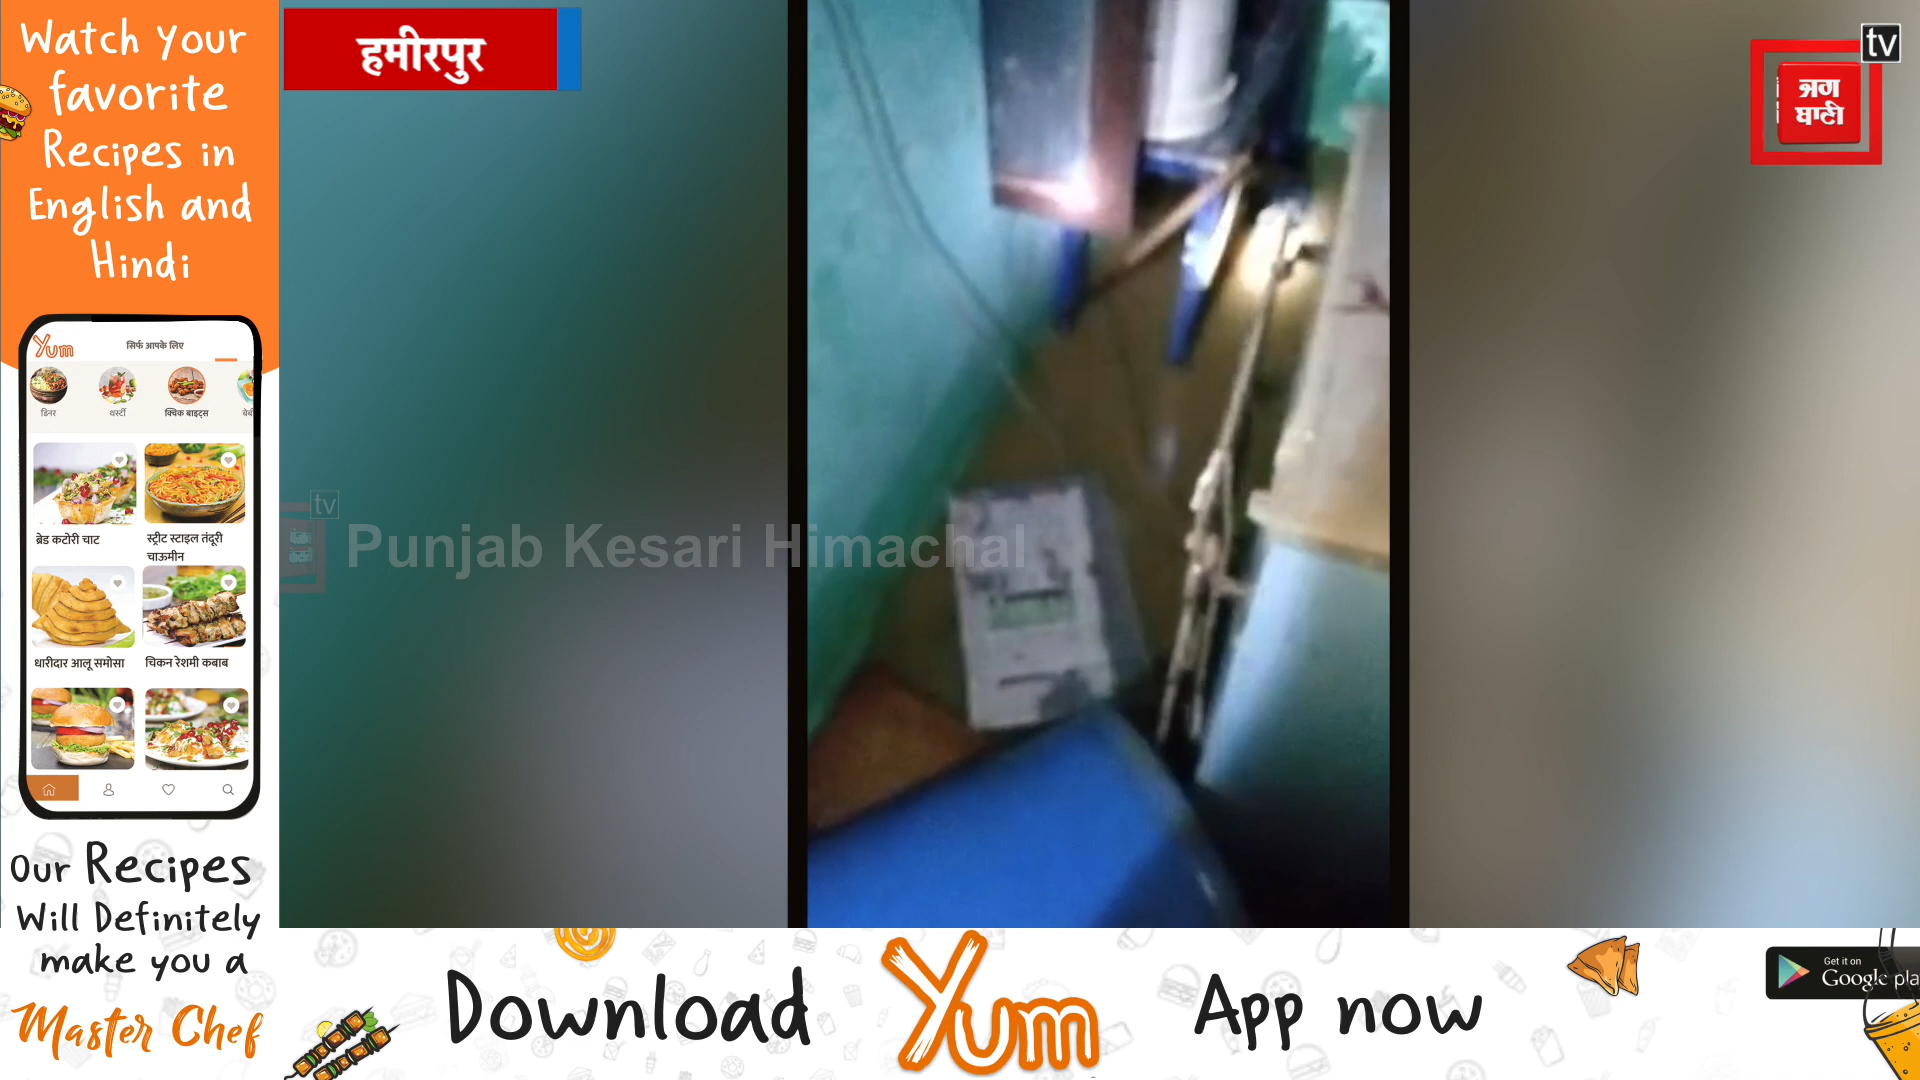 Watch your
favorite
Recipes in
English and
Hindi
Yum
सिर्फ आपके लिए
डिनर
थर्स्टी
क्विक बाइट्स
बेबी
ब्रेड कटोरी चाट
स्ट्रीट स्टाइल तंदूरी
चाऊमीन
धारीदार आलू समोसा
चिकन रेशमी कबाब
Our Recipes
Will Definitely
make you a
Master Chef
हमीरपुर
tv
ਜਗ
ਬਾਣੀ
tv
Punjab Kesari Himachal
Download
Yum
App now
Get it on
Google pla